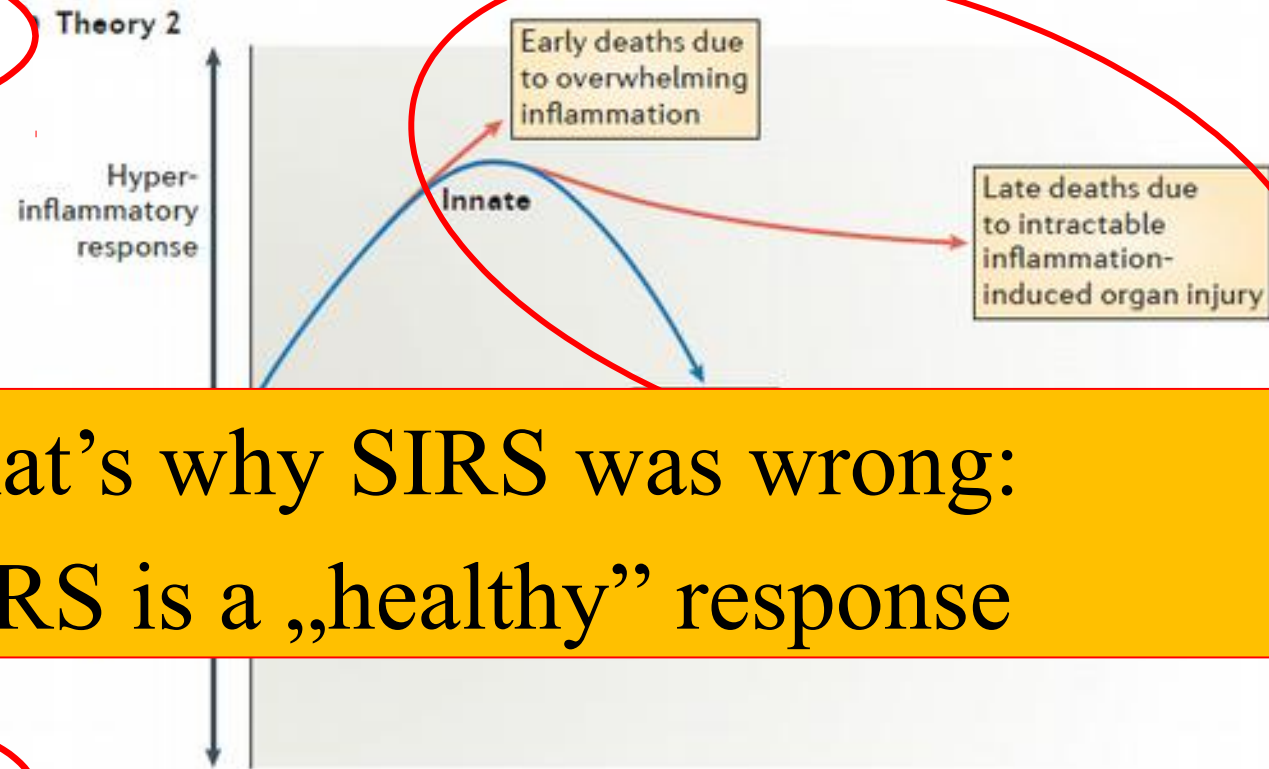 Theory 2
Early deaths due
to overwhelming
inflammation
Hyper-
inflammatory
response
Innate
Late deaths due
to intractable
inflammation-
induced organ injury
at’s why SIRS was wrong:
RS is a „healthy” response